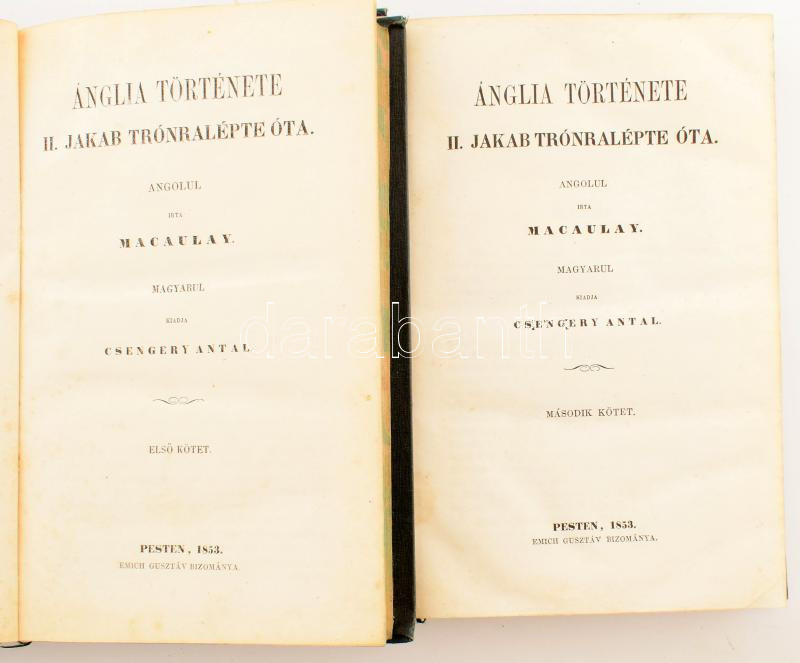 ÁNGLIA TÖRTÉNETE
II. JAKAB TRÓNRALÉPTE ÓTA.
ANGOLUL
IRTA
MACAULAY.
MAGYARUL
KIADJA
CSENGERY ANTAL
ELSŐ KÖTET.
PESTEN, 1853.
EMICH GUSZTÁV BIZOMÁNYA.
ÁNGLIA TÖRTÉNETE
II. JAKAB TRÓNRALÉPTE ÓTA.
ANGOLUL
IRTA
MACAULAY.
MAGYARUL
KIADJA
CSENGERY ANTAL.
MÁSODIK KÖTET.
PESTEN, 1853.
EMICH GUSZTÁV BIZOMÁNYA.
darabanth